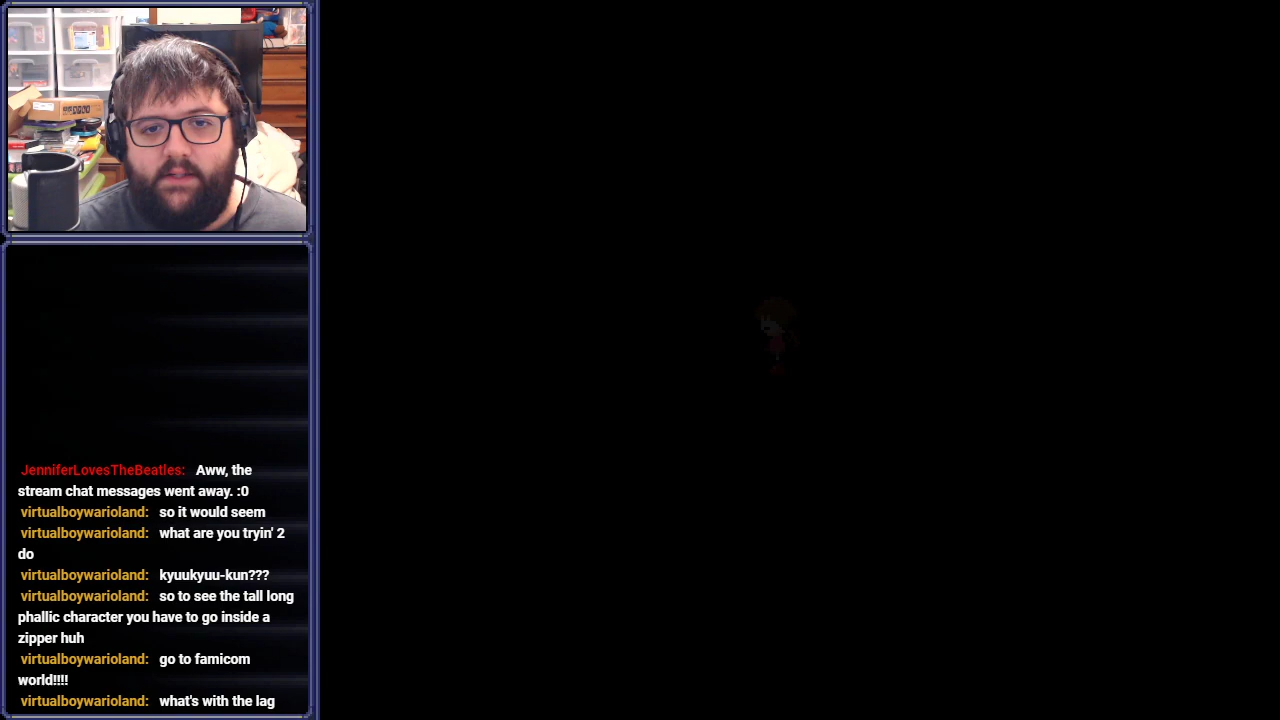 JenniferLovesTheBeatles: Aww, the
stream chat messages went away. :0
virtualboywarioland: so it would seem
virtualboywarioland: what are you tryin' 2
do
virtualboywarioland: kyuukyuu-kun???
virtualboywarioland: so to see the tall long
phallic character you have to go inside a
zipper huh
virtualboywarioland: go to famicom
world!!!!
virtualboywarioland: what's with the lag